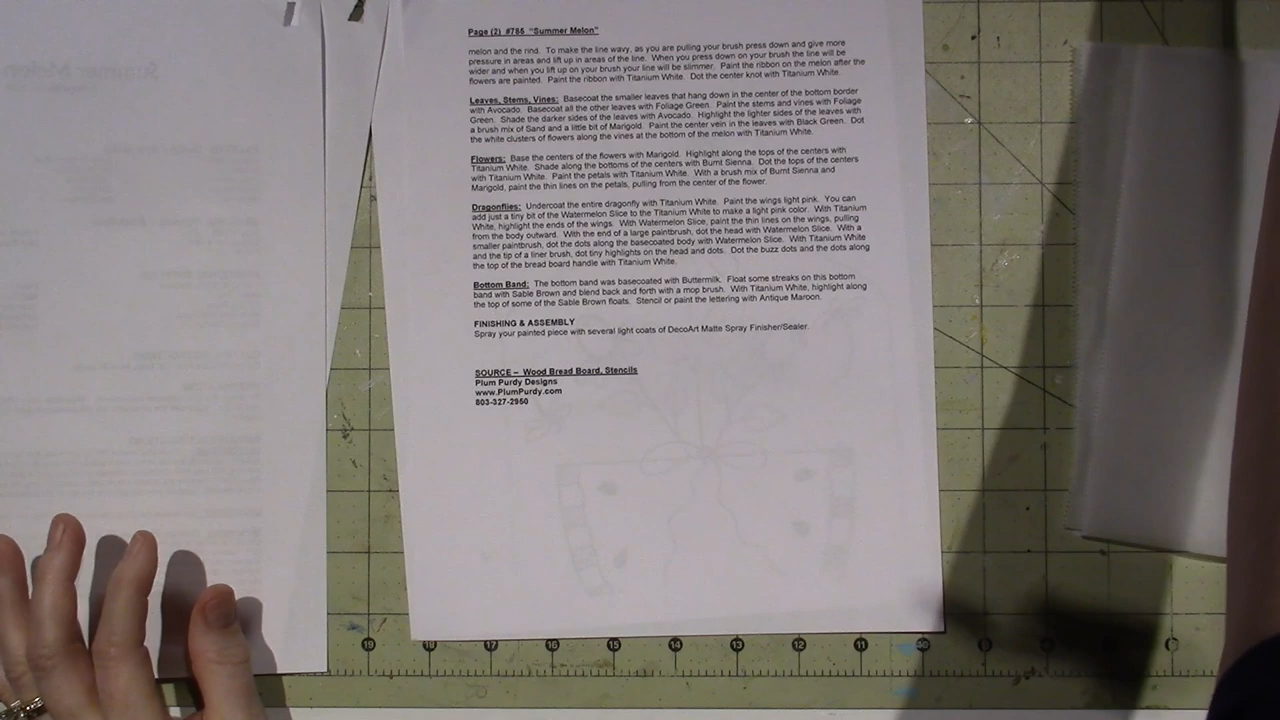 Page (2) #785 "Summer Melon"
melon and the rind. To make the line wavy, as you are pulling your brush press down and give more
pressure in areas and lift up in areas of the line. When you press down on your brush the line will be
wider and when you lift up on your brush your line will be slimmer. Paint the ribbon on the melon after the
flowers are painted. Paint the ribbon with Titanium White. Dot the center knot with Titanium White.
Leaves, Stems, Vines: Basecoat the smaller leaves that hang down in the center of the bottom border
with Avocado. Basecoat all the other leaves with Foliage Green. Paint the stems and vines with Foliage
Green. Shade the darker sides of the leaves with Avocado. Highlight the lighter sides of the leaves with
a brush mix of Sand and a little bit of Marigold. Paint the center vein in the leaves with Black Green. Dot
the white clusters of flowers along the vines at the bottom of the melon with Titanium White.
Flowers: Base the centers of the flowers with Marigold. Highlight along the tops of the centers with
Titanium White. Shade along the bottoms of the centers with Burnt Sienna. Dot the tops of the centers
with Titanium White. Paint the petals with Titanium White. With a brush mix of Burnt Sienna and
Marigold, paint the thin lines on the petals, pulling from the center of the flower.
Dragonflies: Undercoat the entire dragonfly with Titanium White. Paint the wings light pink. You can
add just a tiny bit of the Watermelon Slice to the Titanium White to make a light pink color. With Titanium
White, highlight the ends of the wings. With Watermelon Slice, paint the thin lines on the wings, pulling
from the body outward. With the end of a large paintbrush, dot the head with Watermelon Slice. With a
smaller paintbrush, dot the dots along the basecoated body with Watermelon Slice. With Titanium White
and the tip of a liner brush, dot tiny highlights on the head and dots. Dot the buzz dots and the dots along
the top of the bread board handle with Titanium White.
Bottom Band: The bottom band was basecoated with Buttermilk. Float some streaks on this bottom
band with Sable Brown and blend back and forth with a mop brush. With Titanium White, highlight along
the top of some of the Sable Brown floats. Stencil or paint the lettering with Antique Maroon.
FINISHING & ASSEMBLY
Spray your painted piece with several light coats of DecoArt Matte Spray Finisher/Sealer.
SOURCE – Wood Bread Board, Stencils
Plum Purdy Designs
www.PlumPurdy.com
803-327-2950
19 18 17 16 15 14 13 12 11 10